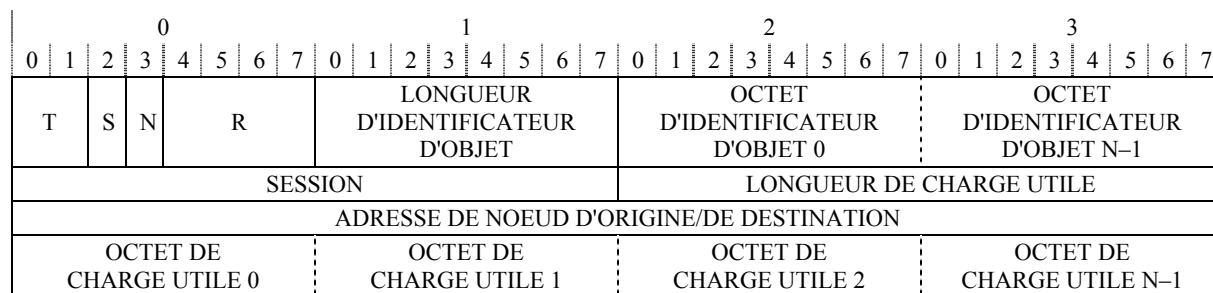 0 1 2 3
0 1 2 3 4 5 6 7 0 1 2 3 4 5 6 7 0 1 2 3 4 5 6 7 0 1 2 3 4 5 6 7
T S N R
LONGUEUR
D'IDENTIFICATEUR
D'OBJET
OCTET
D'IDENTIFICATEUR
D'OBJET 0
OCTET
D'IDENTIFICATEUR
D'OBJET N–1
SESSION LONGUEUR DE CHARGE UTILE
ADRESSE DE NOEUD D'ORIGINE/DE DESTINATION
OCTET DE
CHARGE UTILE 0
OCTET DE
CHARGE UTILE 1
OCTET DE
CHARGE UTILE 2
OCTET DE
CHARGE UTILE N–1